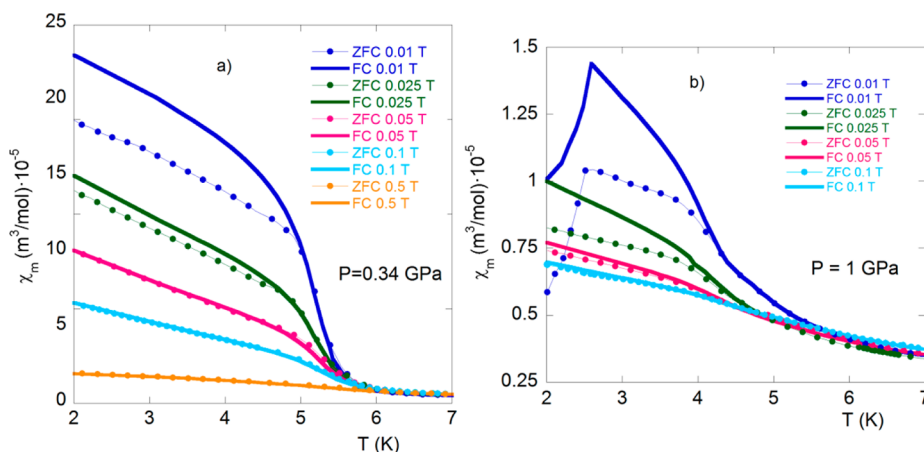 a)
ZFC 0.01 T
FC 0.01 T
ZFC 0.025 T
FC 0.025 T
ZFC 0.05 T
FC 0.05 T
ZFC 0.1 T
FC 0.1 T
ZFC 0.5 T
FC 0.5 T
P=0.34 GPa
χm (m3/mol)·10-5
25
20
15
10
5
0
2 3 4 5 6 7
T (K)
b)
ZFC 0.01 T
FC 0.01 T
ZFC 0.025 T
FC 0.025 T
ZFC 0.05 T
FC 0.05 T
ZFC 0.1 T
FC 0.1 T
P = 1 GPa
χm (m3/mol)·10-5
1.5
1.25
1
0.75
0.5
0.25
2 3 4 5 6 7
T (K)